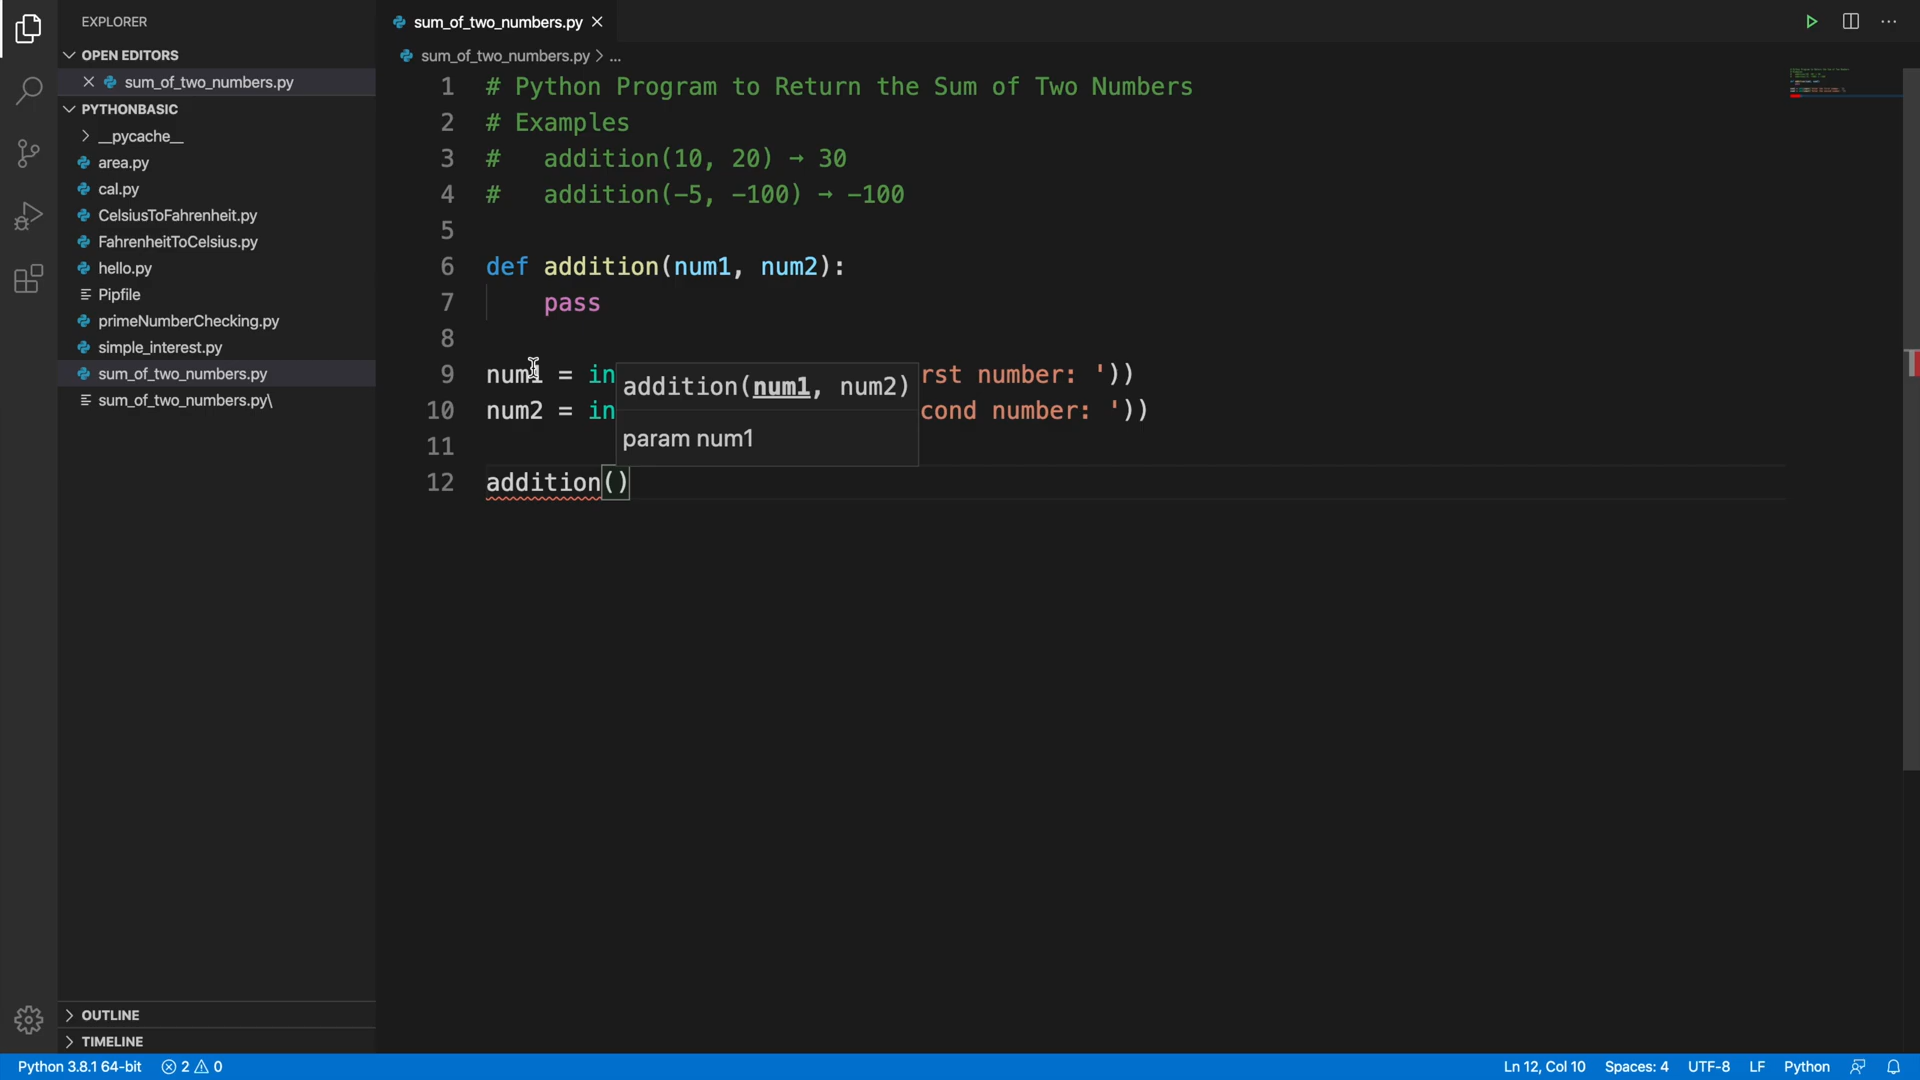 EXPLORER
OPEN EDITORS
sum_of_two_numbers.py
PYTHONBASIC
__pycache__
area.py
cal.py
CelsiusToFahrenheit.py
FahrenheitToCelsius.py
hello.py
Pipfile
primeNumberChecking.py
simple_interest.py
sum_of_two_numbers.py
sum_of_two_numbers.py\
OUTLINE
TIMELINE
sum_of_two_numbers.py
sum_of_two_numbers.py > ...
1 # Python Program to Return the Sum of Two Numbers
2 # Examples
3 #   addition(10, 20) → 30
4 #   addition(-5, -100) → -100
5
6 def addition(num1, num2):
7     pass
8
9 num1 = in rst number: '))
10 num2 = in cond number: '))
11
12 addition()
addition(num1, num2)
param num1
Python 3.8.1 64-bit 2 0 Ln 12, Col 10 Spaces: 4 UTF-8 LF Python